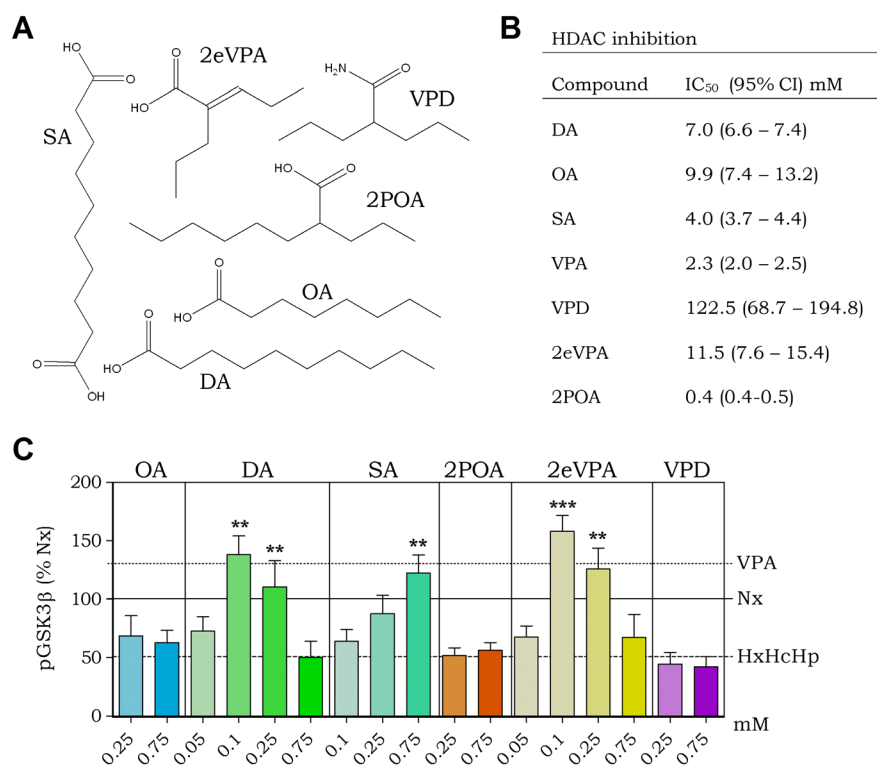 A
HO
O
SA
O
HO
O
OH
2eVPA
HO
H₂N
O
VPD
HO
O
2POA
O
HO
OA
O
HO
DA
B
HDAC inhibition
Compound IC₅₀ (95% CI) mM
DA 7.0 (6.6 – 7.4)
OA 9.9 (7.4 – 13.2)
SA 4.0 (3.7 – 4.4)
VPA 2.3 (2.0 – 2.5)
VPD 122.5 (68.7 – 194.8)
2eVPA 11.5 (7.6 – 15.4)
2POA 0.4 (0.4-0.5)
C
OA DA SA 2POA 2eVPA VPD
pGSK3β (% Nx)
200
150
100
50
0
** ** ** *** **
VPA
Nx
HxHcHp
mM
0.25 0.75 0.05 0.1 0.25 0.75 0.1 0.25 0.75 0.25 0.75 0.05 0.1 0.25 0.75 0.25 0.75